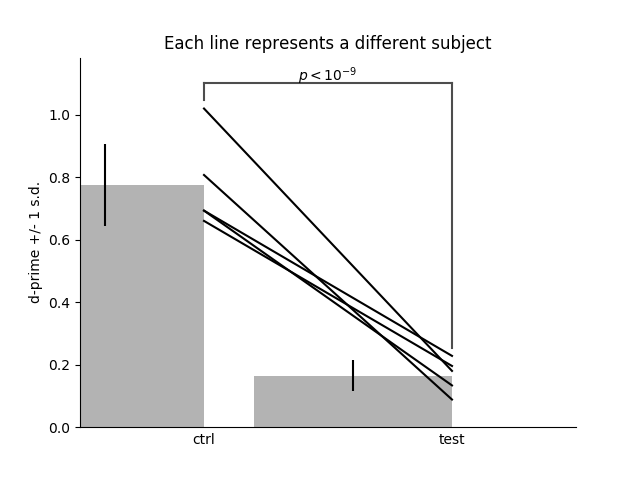 Each line represents a different subject
p < 10⁻⁹
d-prime +/- 1 s.d.
1.0
0.8
0.6
0.4
0.2
0.0
ctrl test